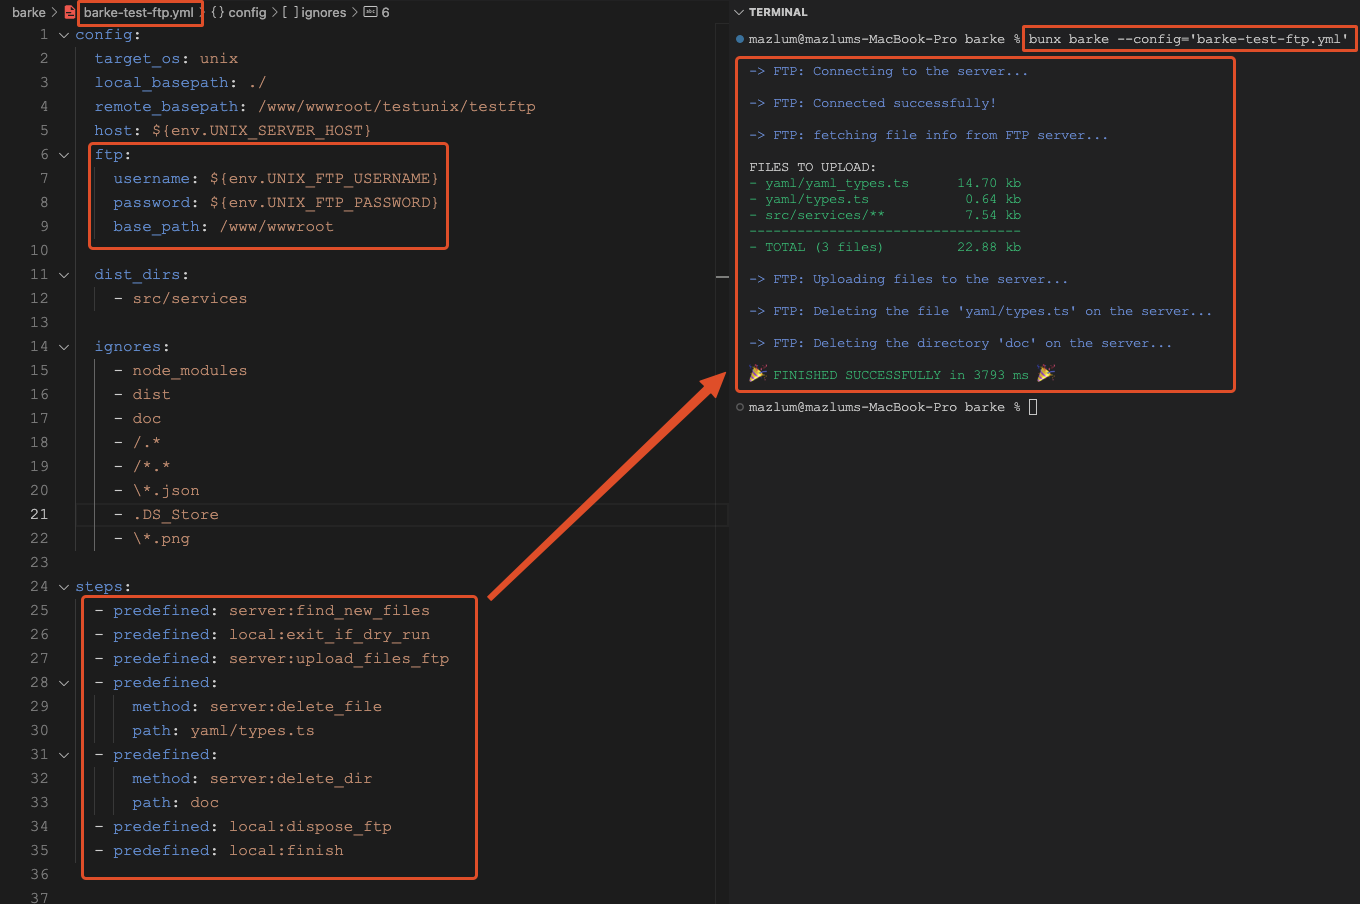 barke > barke-test-ftp.yml > {} config > [ ] ignores > abc 6
1 config:
2 target_os: unix
3 local_basepath: ./
4 remote_basepath: /www/wwwroot/testunix/testftp
5 host: ${env.UNIX_SERVER_HOST}
6 ftp:
7 username: ${env.UNIX_FTP_USERNAME}
8 password: ${env.UNIX_FTP_PASSWORD}
9 base_path: /www/wwwroot
10
11 dist_dirs:
12 - src/services
13
14 ignores:
15 - node_modules
16 - dist
17 - doc
18 - /.*
19 - /*.*
20 - \*.json
21 - .DS_Store
22 - \*.png
23
24 steps:
25 - predefined: server:find_new_files
26 - predefined: local:exit_if_dry_run
27 - predefined: server:upload_files_ftp
28 - predefined:
29 method: server:delete_file
30 path: yaml/types.ts
31 - predefined:
32 method: server:delete_dir
33 path: doc
34 - predefined: local:dispose_ftp
35 - predefined: local:finish
36
37
TERMINAL
mazlum@mazlums-MacBook-Pro barke % bunx barke --config='barke-test-ftp.yml'
-> FTP: Connecting to the server...
-> FTP: Connected successfully!
-> FTP: fetching file info from FTP server...
FILES TO UPLOAD:
- yaml/yaml_types.ts 14.70 kb
- yaml/types.ts 0.64 kb
- src/services/** 7.54 kb
----------------------------------
- TOTAL (3 files) 22.88 kb
-> FTP: Uploading files to the server...
-> FTP: Deleting the file 'yaml/types.ts' on the server...
-> FTP: Deleting the directory 'doc' on the server...
🎉 FINISHED SUCCESSFULLY in 3793 ms 🎉
mazlum@mazlums-MacBook-Pro barke %